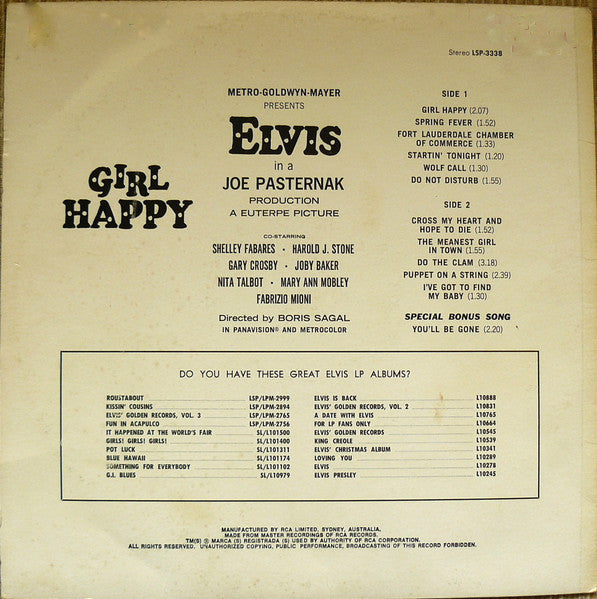 Stereo LSP-3338
METRO-GOLDWYN-MAYER
PRESENTS
ELVIS
in a
JOE PASTERNAK
PRODUCTION
A EUTERPE PICTURE
GIRL
HAPPY
CO-STARRING
SHELLEY FABARES · HAROLD J. STONE
GARY CROSBY · JOBY BAKER
NITA TALBOT · MARY ANN MOBLEY
FABRIZIO MIONI
Directed by BORIS SAGAL
IN PANAVISION® AND METROCOLOR
SIDE 1
GIRL HAPPY (2.07)
SPRING FEVER (1.52)
FORT LAUDERDALE CHAMBER
OF COMMERCE (1.33)
STARTIN' TONIGHT (1.20)
WOLF CALL (1.30)
DO NOT DISTURB (1.55)
SIDE 2
CROSS MY HEART AND
HOPE TO DIE (1.52)
THE MEANEST GIRL
IN TOWN (1.55)
DO THE CLAM (3.18)
PUPPET ON A STRING (2.39)
I'VE GOT TO FIND
MY BABY (1.30)
SPECIAL BONUS SONG
YOU'LL BE GONE (2.20)
DO YOU HAVE THESE GREAT ELVIS LP ALBUMS?
ROUSTABOUT LSP/LPM-2999
KISSIN' COUSINS LSP/LPM-2894
ELVIS' GOLDEN RECORDS, VOL. 3 LSP/LPM-2765
FUN IN ACAPULCO LSP/LPM-2756
IT HAPPENED AT THE WORLD'S FAIR SL/L101500
GIRLS! GIRLS! GIRLS! SL/L101400
POT LUCK SL/L101311
BLUE HAWAII SL/L101174
SOMETHING FOR EVERYBODY SL/L101102
G.I. BLUES SL/L10979
ELVIS IS BACK L10888
ELVIS' GOLDEN RECORDS, VOL. 2 L10831
A DATE WITH ELVIS L10765
FOR LP FANS ONLY L10664
ELVIS' GOLDEN RECORDS L10545
KING CREOLE L10539
ELVIS' CHRISTMAS ALBUM L10341
LOVING YOU L10289
ELVIS L10278
ELVIS PRESLEY L10245
MANUFACTURED BY RCA LIMITED, SYDNEY, AUSTRALIA.
MADE FROM MASTER RECORDINGS OF RCA RECORDS.
TM(S) ® MARCA (S) REGISTRADA (S) USED BY AUTHORITY OF RCA CORPORATION.
ALL RIGHTS RESERVED. UNAUTHORIZED COPYING, PUBLIC PERFORMANCE, BROADCASTING OF THIS RECORD FORBIDDEN.